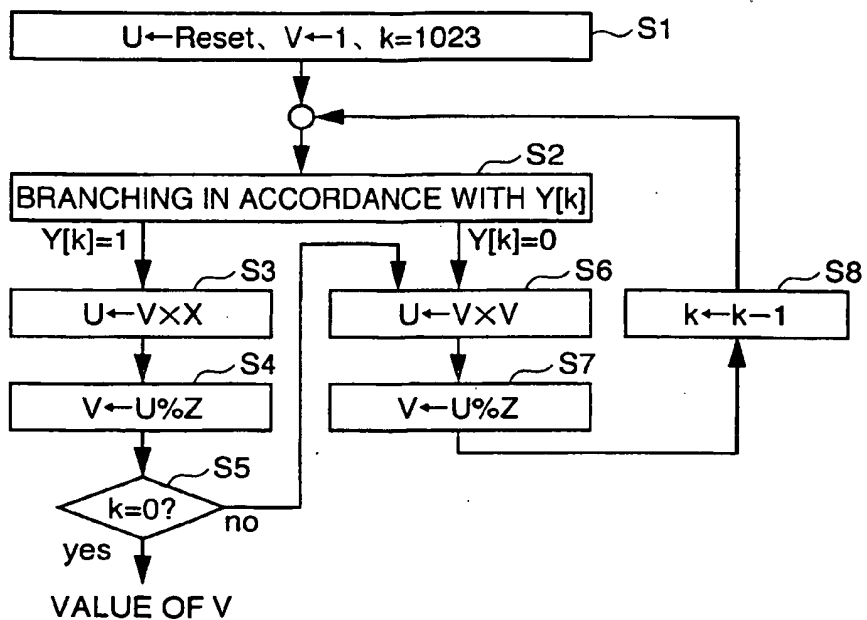 U←Reset、V←1、k=1023
S1
S2
BRANCHING IN ACCORDANCE WITH Y[k]
Y[k]=1
Y[k]=0
S3
U←V×X
S6
U←V×V
S8
k←k−1
S4
V←U%Z
S7
V←U%Z
S5
k=0?
no
yes
VALUE OF V